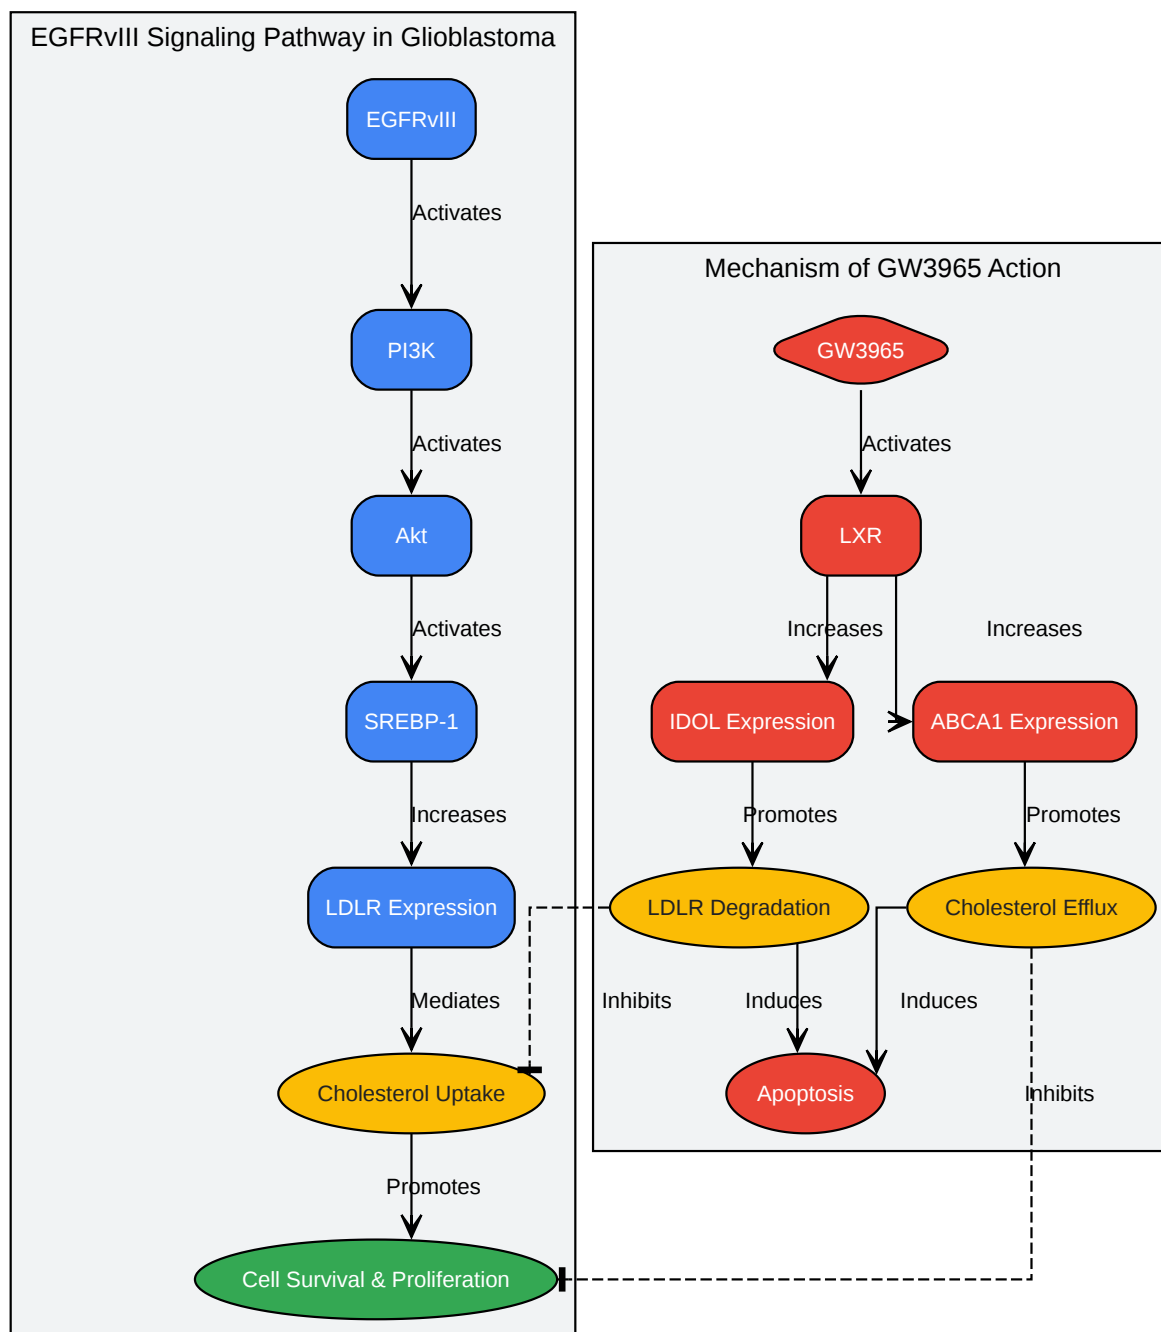 EGFRvIII Signaling Pathway in Glioblastoma
EGFRvIII
Activates
PI3K
Activates
Akt
Activates
SREBP-1
Increases
LDLR Expression
Mediates
Cholesterol Uptake
Promotes
Cell Survival & Proliferation
Mechanism of GW3965 Action
GW3965
Activates
LXR
Increases
Increases
IDOL Expression
ABCA1 Expression
Promotes
Promotes
LDLR Degradation
Cholesterol Efflux
Inhibits
Induces
Induces
Apoptosis
Inhibits